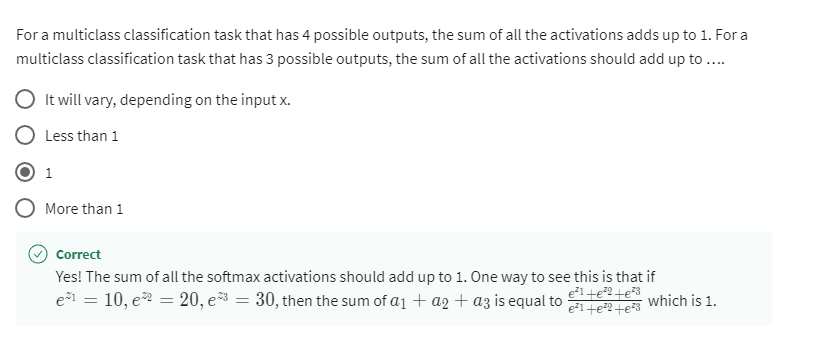 For a multiclass classification task that has 4 possible outputs, the sum of all the activations adds up to 1. For a
multiclass classification task that has 3 possible outputs, the sum of all the activations should add up to ....
It will vary, depending on the input x.
Less than 1
1
More than 1
Correct
Yes! The sum of all the softmax activations should add up to 1. One way to see this is that if
e^{z_1} = 10, e^{z_2} = 20, e^{z_3} = 30, then the sum of a_1 + a_2 + a_3 is equal to \frac{e^{z_1}+e^{z_2}+e^{z_3}}{e^{z_1}+e^{z_2}+e^{z_3}} which is 1.